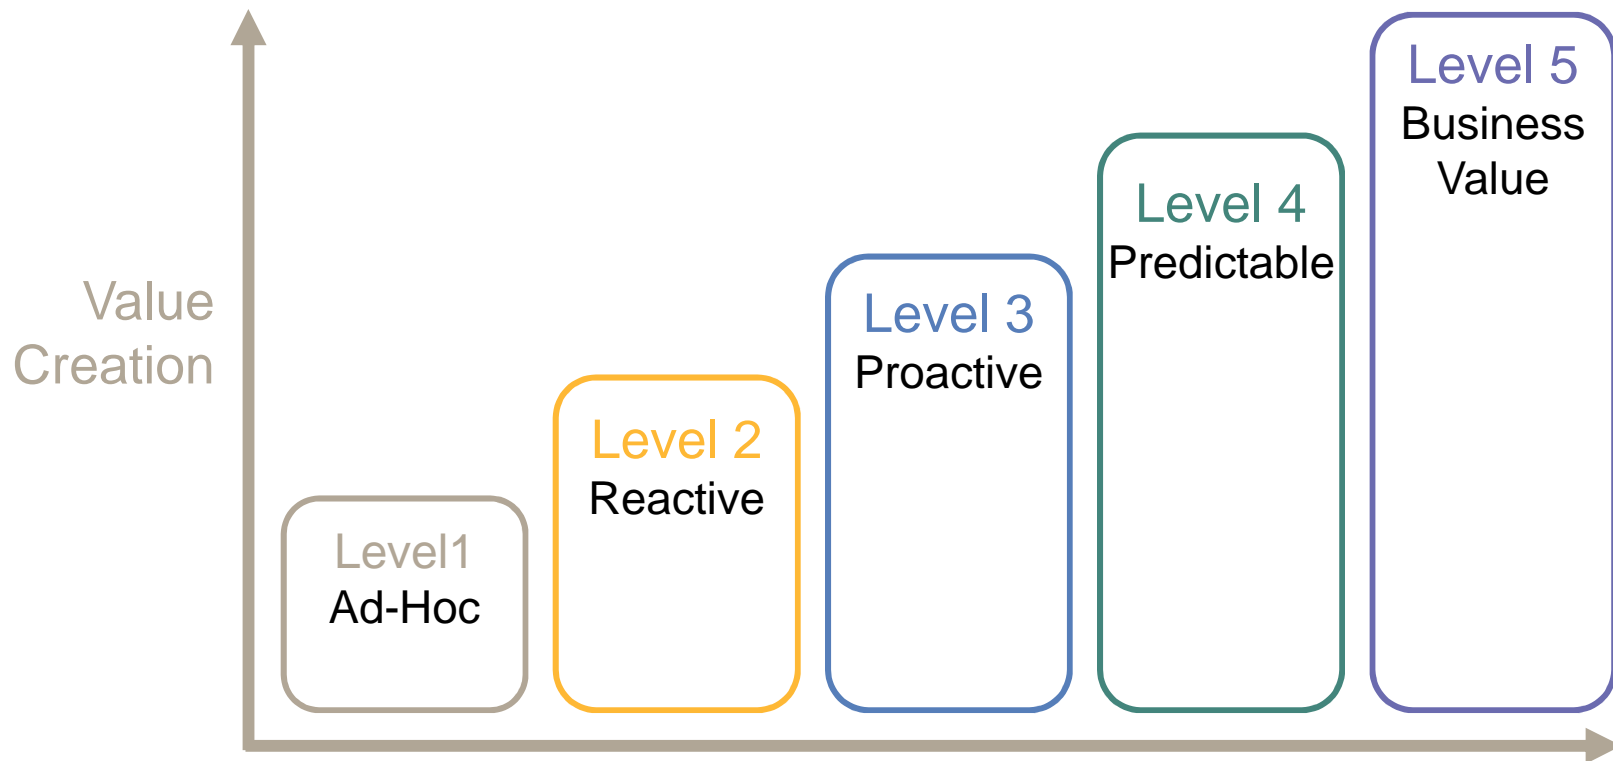 Value
Creation
Level1
Ad-Hoc
Level 2
Reactive
Level 3
Proactive
Level 4
Predictable
Level 5
Business
Value